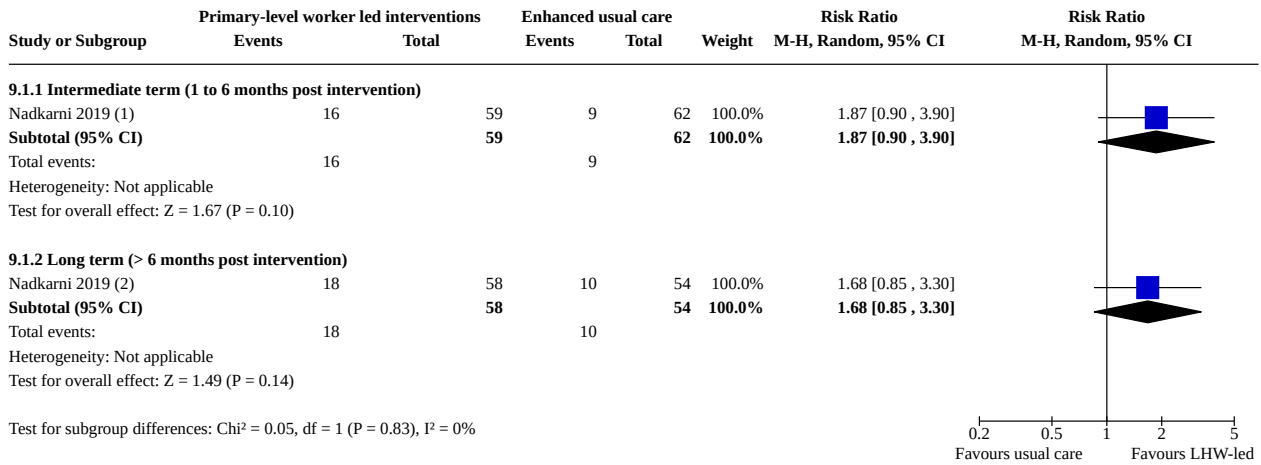 Primary-level worker led interventions Enhanced usual care Risk Ratio Risk Ratio
Study or Subgroup Events Total Events Total Weight M-H, Random, 95% CI M-H, Random, 95% CI
9.1.1 Intermediate term (1 to 6 months post intervention)
Nadkarni 2019 (1) 16 59 9 62 100.0% 1.87 [0.90 , 3.90]
Subtotal (95% CI) 59 62 100.0% 1.87 [0.90 , 3.90]
Total events: 16 9
Heterogeneity: Not applicable
Test for overall effect: Z = 1.67 (P = 0.10)
9.1.2 Long term (> 6 months post intervention)
Nadkarni 2019 (2) 18 58 10 54 100.0% 1.68 [0.85 , 3.30]
Subtotal (95% CI) 58 54 100.0% 1.68 [0.85 , 3.30]
Total events: 18 10
Heterogeneity: Not applicable
Test for overall effect: Z = 1.49 (P = 0.14)
Test for subgroup differences: Chi² = 0.05, df = 1 (P = 0.83), I² = 0%
0.2 0.5 1 2 5
Favours usual care Favours LHW-led